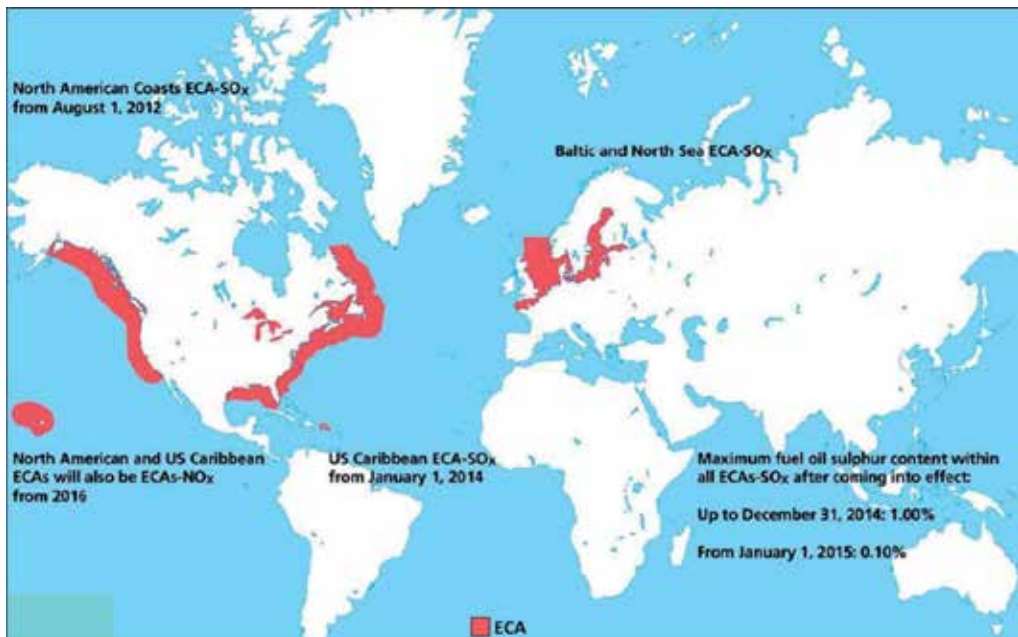 North American Coasts ECA-SOx
from August 1, 2012
Baltic and North Sea ECA-SOx
North American and US Caribbean
ECAs will also be ECAs-NOx
from 2016
US Caribbean ECA-SOx
from January 1, 2014
Maximum fuel oil sulphur content within
all ECAs-SOx after coming into effect:
Up to December 31, 2014: 1.00%
From January 1, 2015: 0.10%
ECA